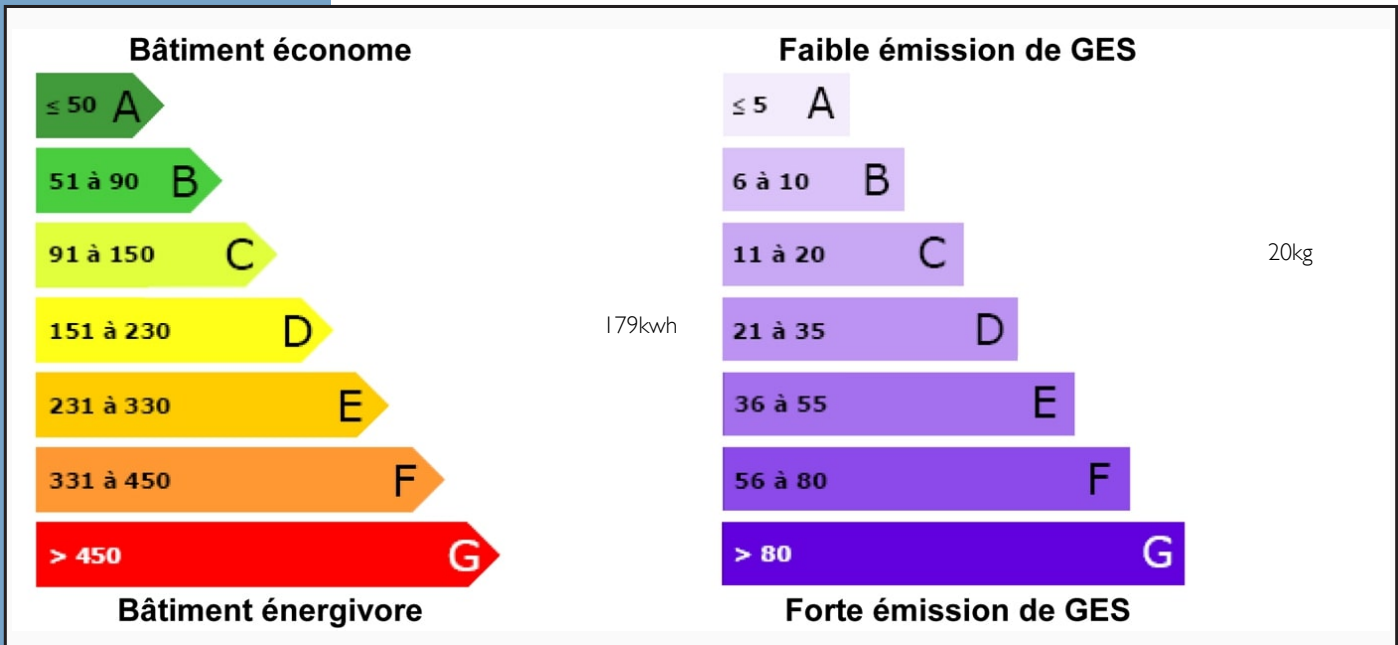 Bâtiment économe
≤ 50 A
51 à 90 B
91 à 150 C
151 à 230 D
179kwh
231 à 330 E
331 à 450 F
> 450 G
Bâtiment énergivore
Faible émission de GES
≤ 5 A
6 à 10 B
11 à 20 C
20kg
21 à 35 D
36 à 55 E
56 à 80 F
> 80 G
Forte émission de GES